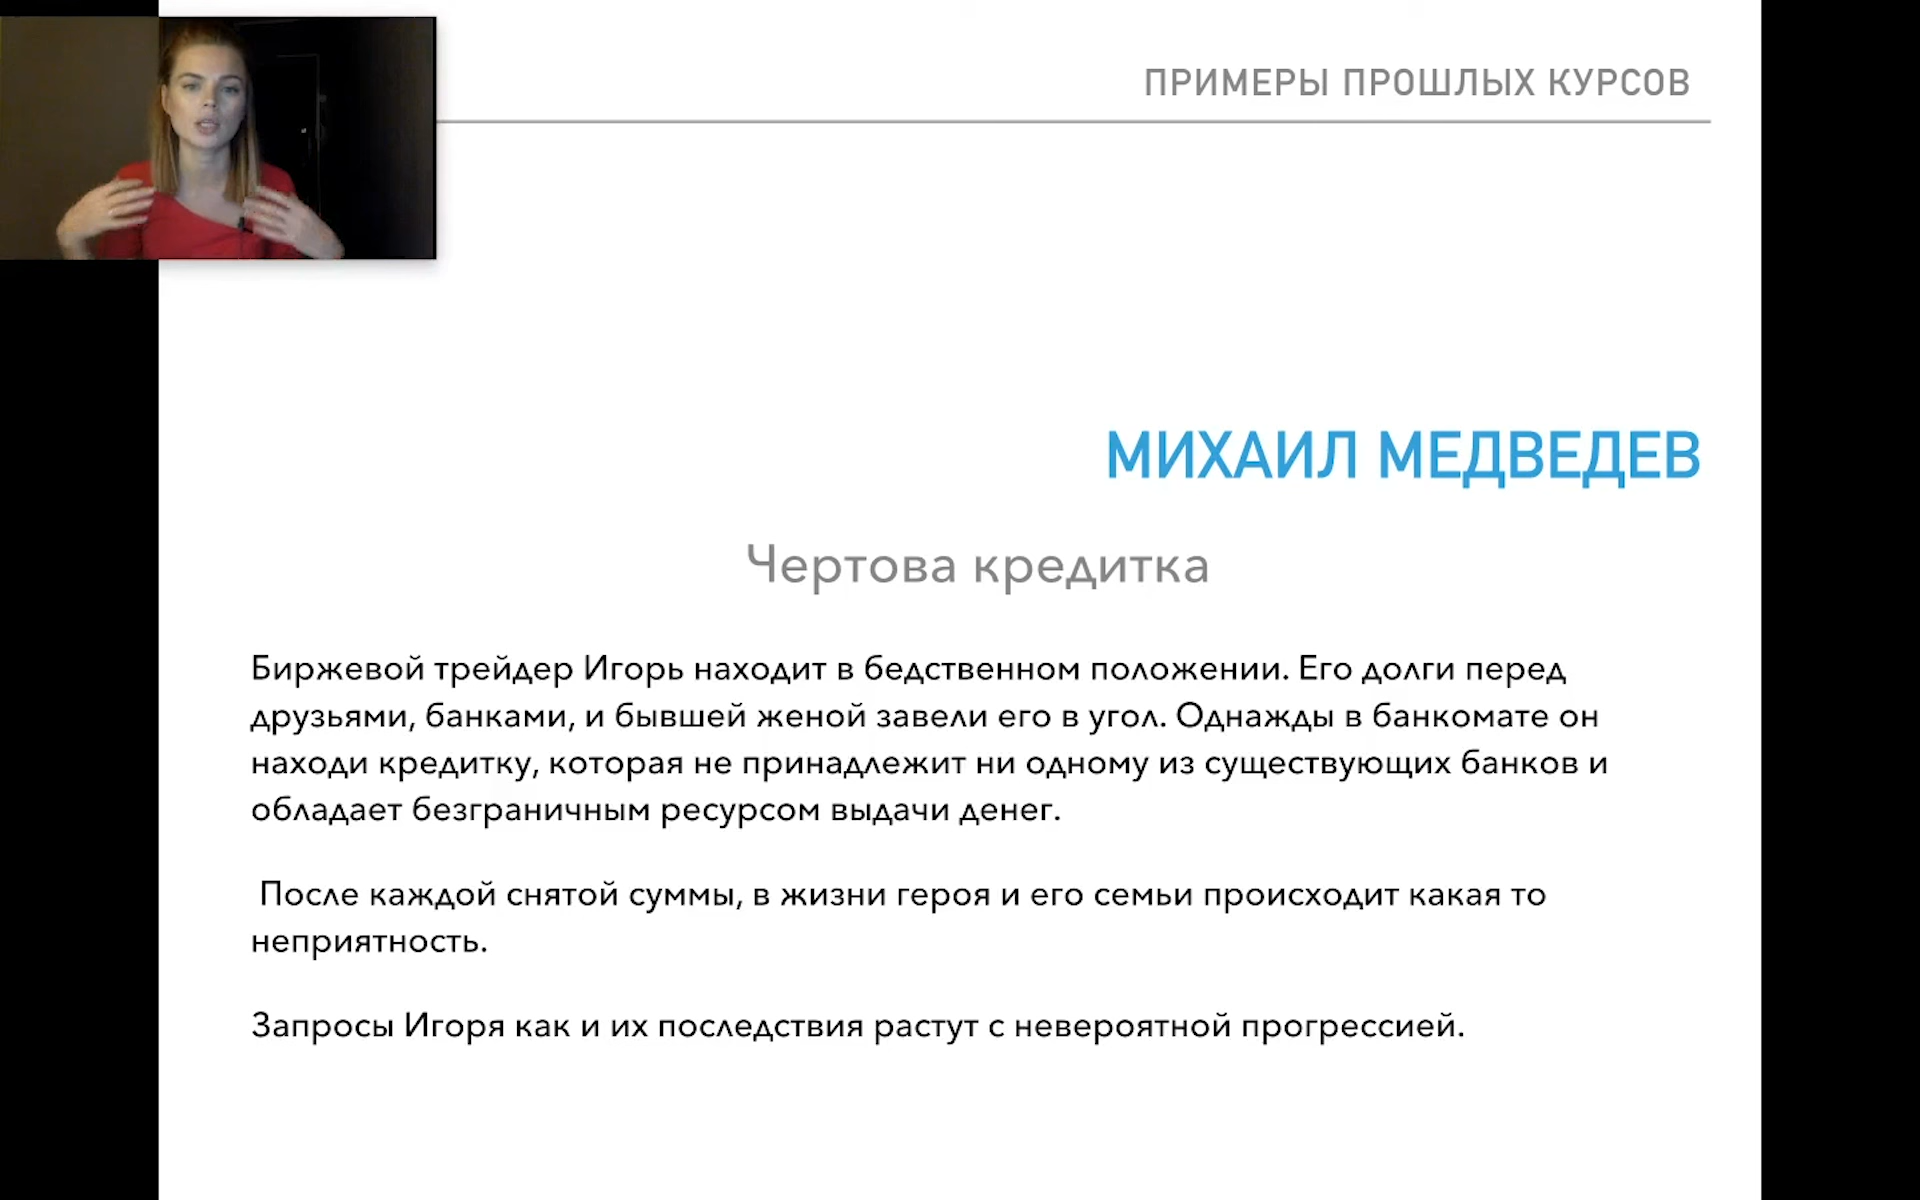 ПРИМЕРЫ ПРОШЛЫХ КУРСОВ
МИХАИЛ МЕДВЕДЕВ
Чертова кредитка
Биржевой трейдер Игорь находит в бедственном положении. Его долги перед
друзьями, банками, и бывшей женой завели его в угол. Однажды в банкомате он
находи кредитку, которая не принадлежит ни одному из существующих банков и
обладает безграничным ресурсом выдачи денег.
После каждой снятой суммы, в жизни героя и его семьи происходит какая то
неприятность.
Запросы Игоря как и их последствия растут с невероятной прогрессией.